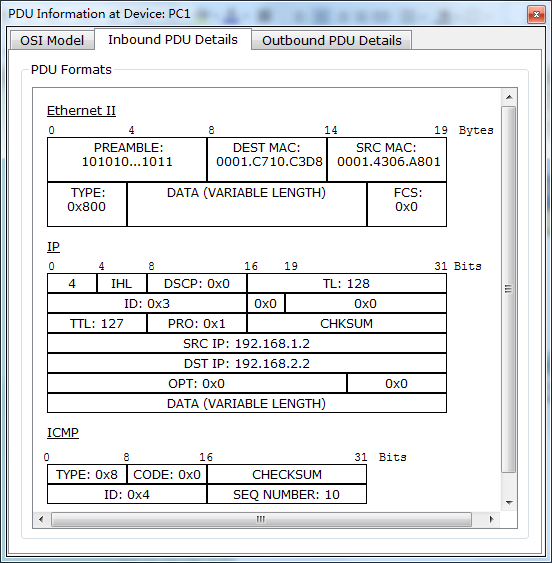 PDU Information at Device: PC1
OSI Model Inbound PDU Details Outbound PDU Details
PDU Formats
Ethernet II
0 4 8 14 19 Bytes
PREAMBLE: DEST MAC: SRC MAC:
101010...1011 0001.C710.C3D8 0001.4306.A801
TYPE: DATA (VARIABLE LENGTH) FCS:
0x800 0x0
IP
0 4 8 16 19 31 Bits
4 IHL DSCP: 0x0 TL: 128
ID: 0x3 0x0 0x0
TTL: 127 PRO: 0x1 CHKSUM
SRC IP: 192.168.1.2
DST IP: 192.168.2.2
OPT: 0x0 0x0
DATA (VARIABLE LENGTH)
ICMP
0 8 16 31 Bits
TYPE: 0x8 CODE: 0x0 CHECKSUM
ID: 0x4 SEQ NUMBER: 10